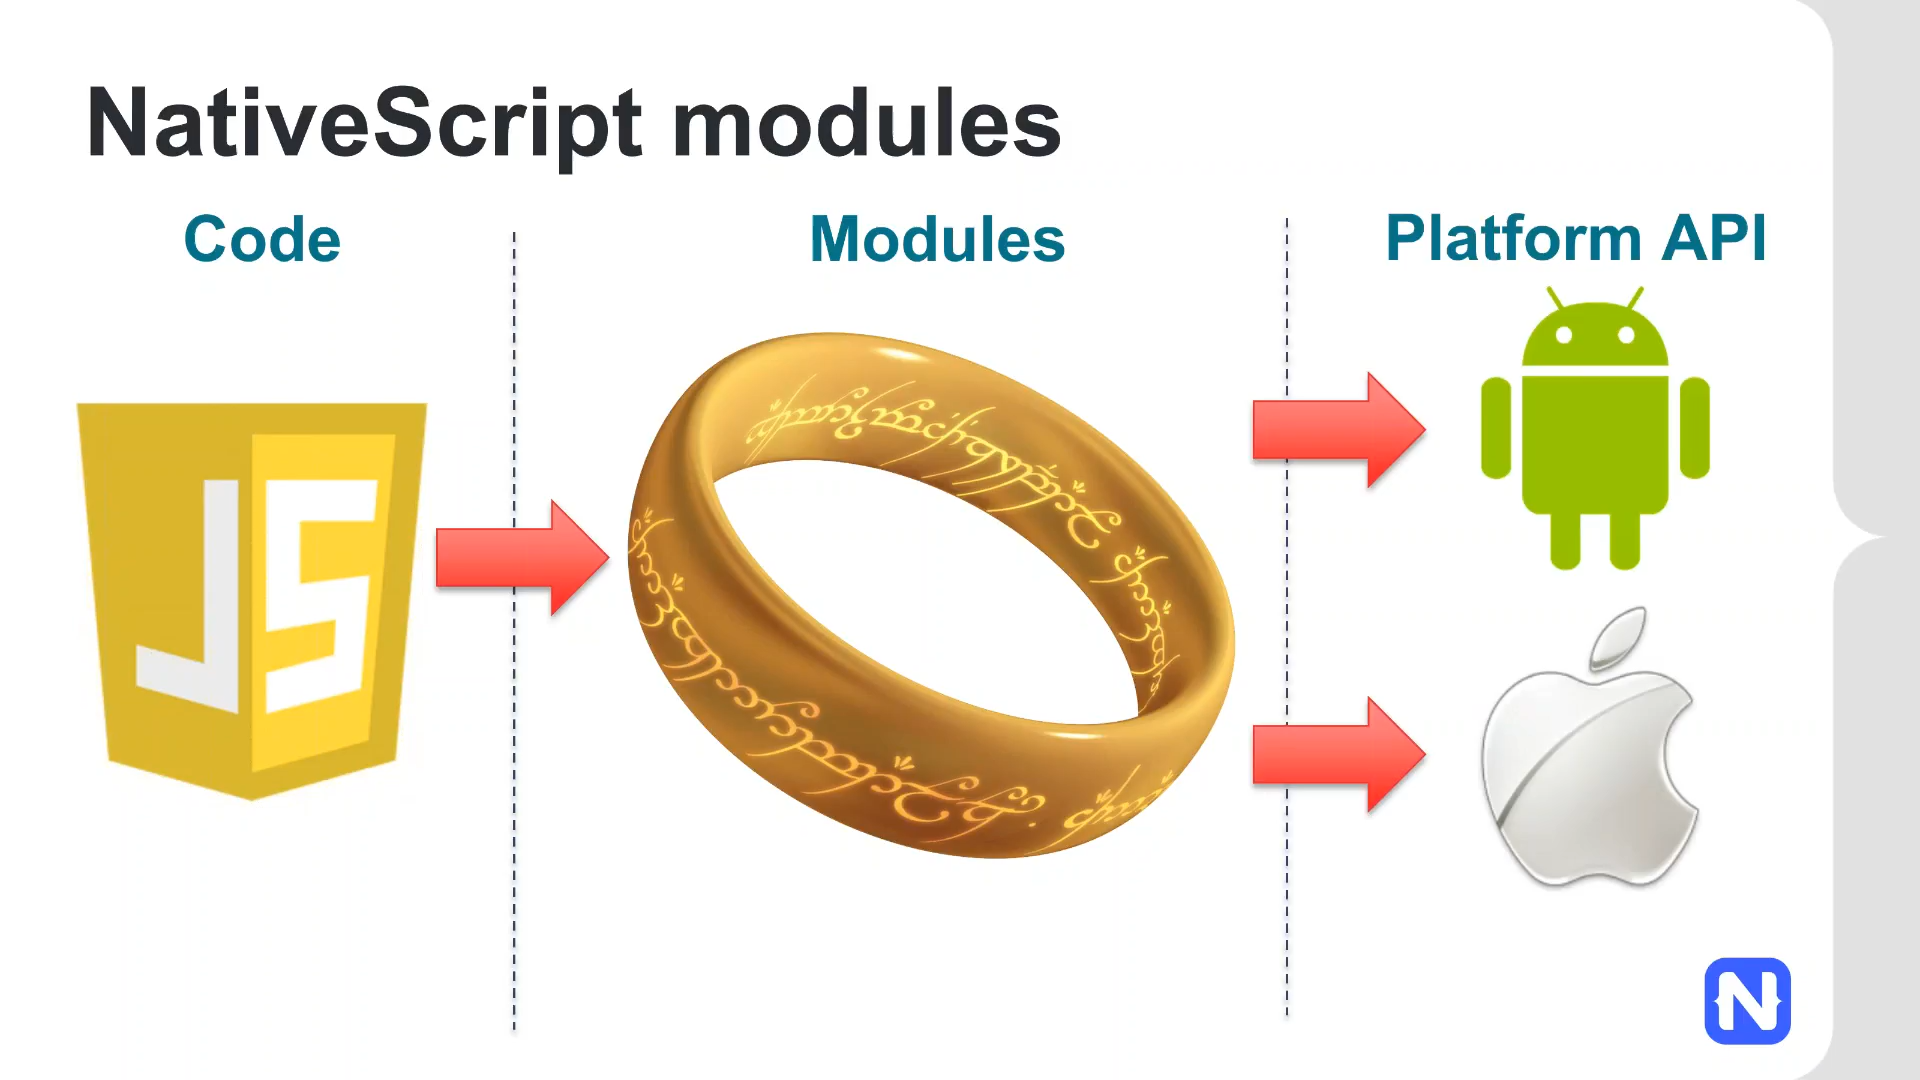 NativeScript modules
Code
Modules
Platform API
JS
N